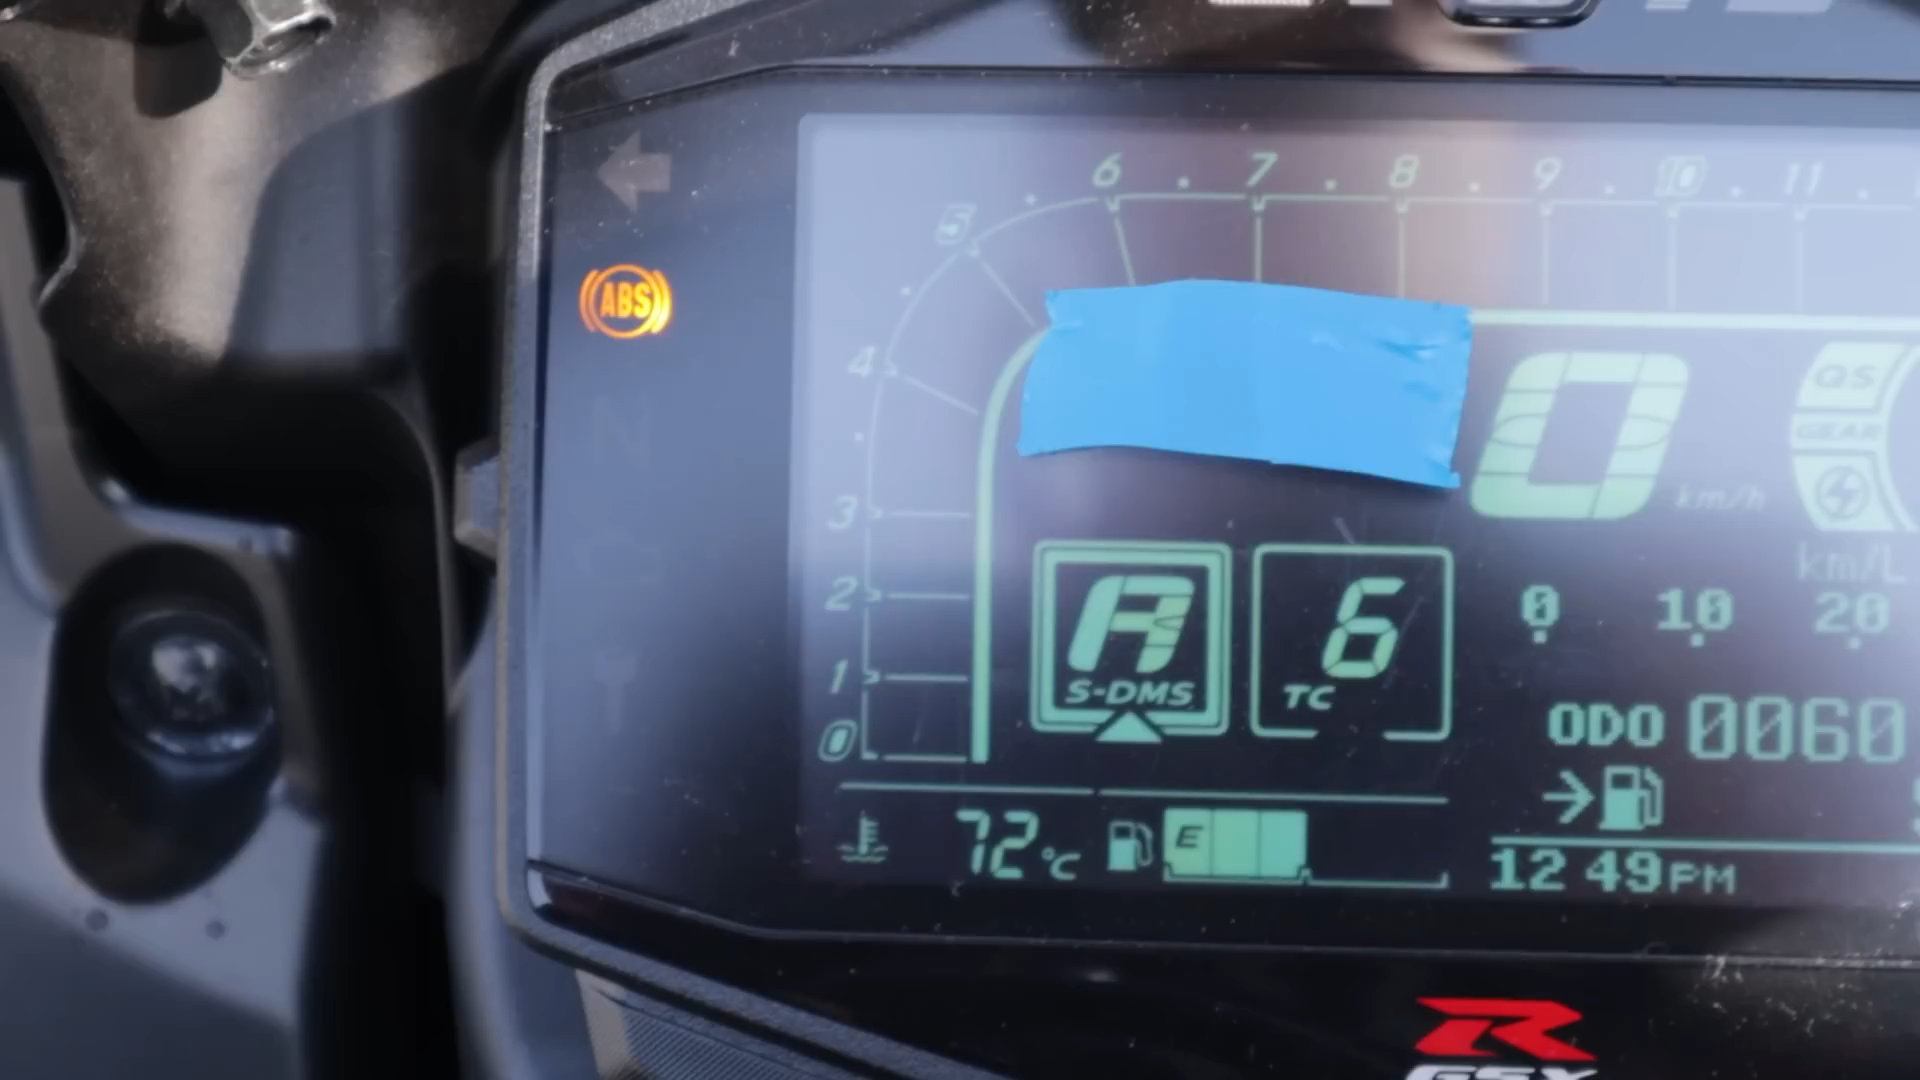 6 7 8 9 10 11
5
ABS
4
0
QS
GEAR
km/h
3
km/L
2
A
6
0 10 20
S-DMS
TC
1
ODO 0060
0
72 °C
E
12 49 PM
R
GSX